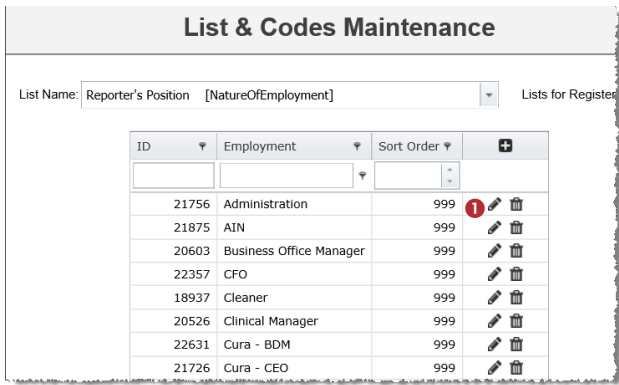 List & Codes Maintenance
List Name: Reporter's Position [NatureOfEmployment] Lists for Register
ID Employment Sort Order
21756 Administration 999 1
21875 AIN 999
20603 Business Office Manager 999
22357 CFO 999
18937 Cleaner 999
20526 Clinical Manager 999
22631 Cura - BDM 999
21726 Cura - CEO 999